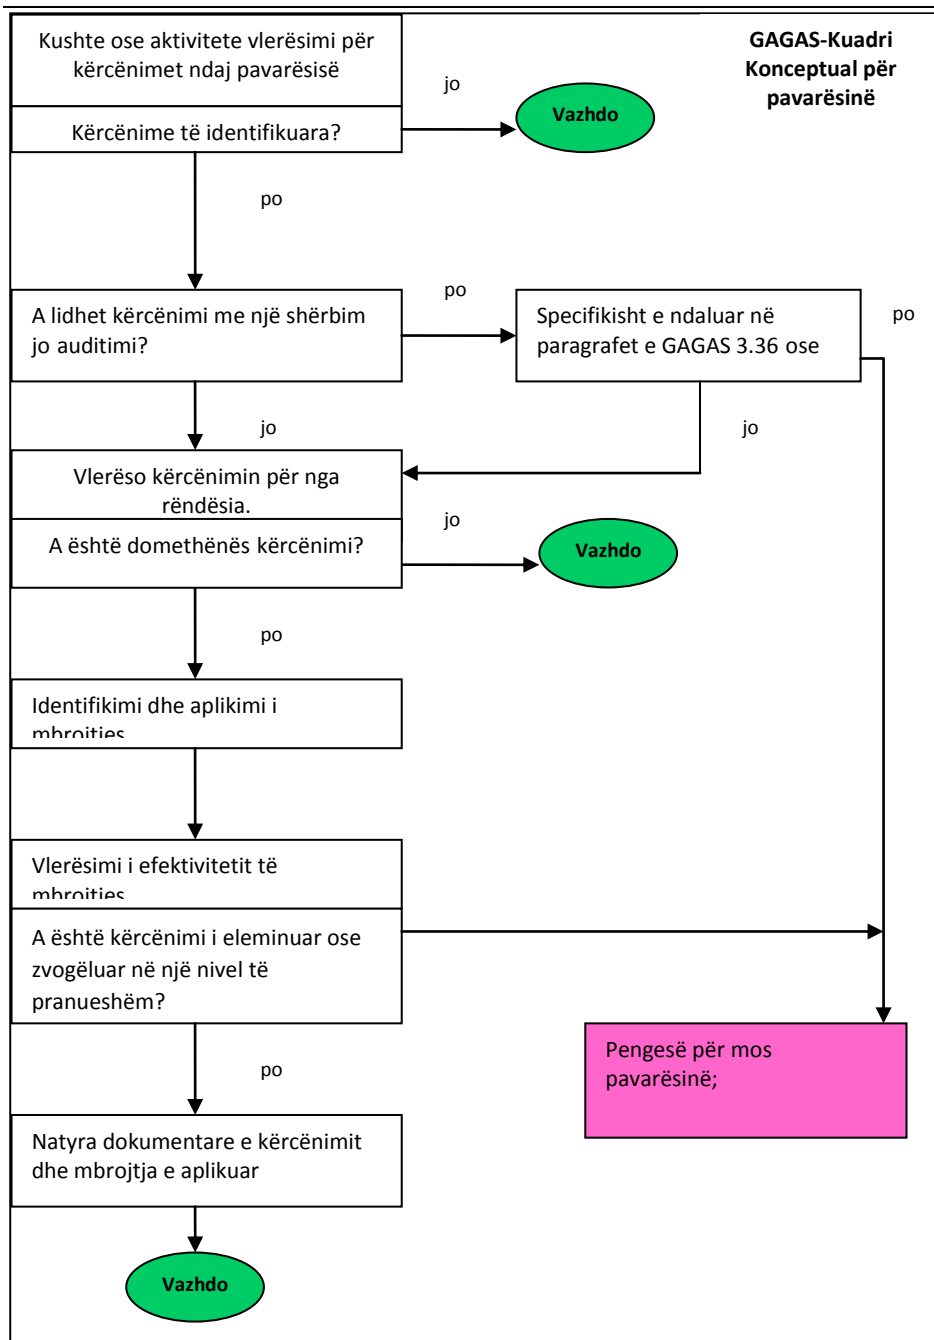 Kushte ose aktivitete vlerësimi për
kërcënimet ndaj pavarësisë
GAGAS-Kuadri
Konceptual për
pavarësinë
jo
Kërcënime të identifikuara?
Vazhdo
po
A lidhet kërcënimi me një shërbim
jo auditimi?
po
Specifikisht e ndaluar në
paragrafet e GAGAS 3.36 ose
po
jo
jo
Vlerëso kërcënimin për nga
rëndësia.
jo
A është domethënës kërcënimi?
Vazhdo
po
Identifikimi dhe aplikimi i
mbrojtjes
Vlerësimi i efektivitetit të
mbrojtjes
A është kërcënimi i eleminuar ose
zvogëluar në një nivel të
pranueshëm?
Pengesë për mos
pavarësinë;
po
Natyra dokumentare e kërcënimit
dhe mbrojtja e aplikuar
Vazhdo